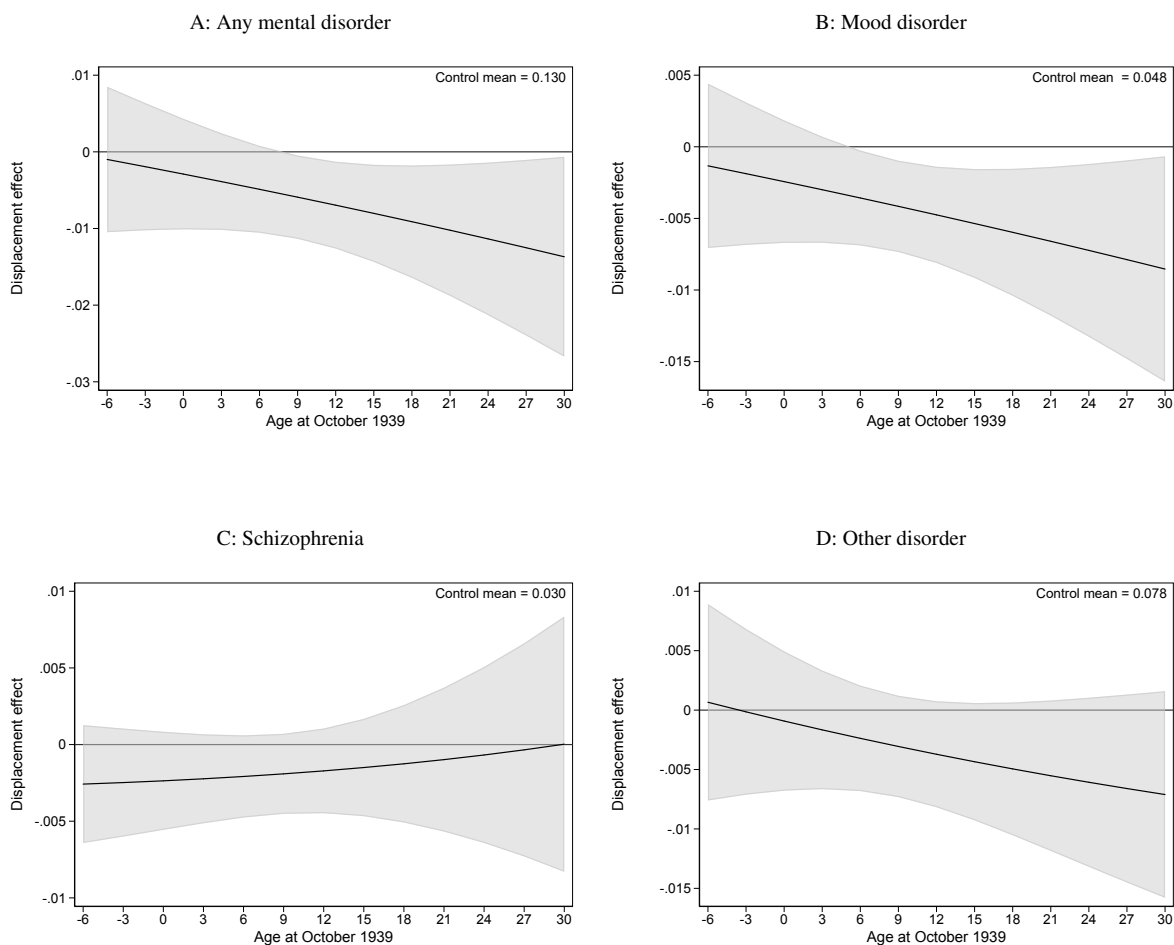 A: Any mental disorder
Control mean = 0.130
.01
0
-.01
-.02
-.03
Displacement effect
-6 -3 0 3 6 9 12 15 18 21 24 27 30
Age at October 1939
B: Mood disorder
Control mean = 0.048
.005
0
-.005
-.01
-.015
Displacement effect
-6 -3 0 3 6 9 12 15 18 21 24 27 30
Age at October 1939
C: Schizophrenia
Control mean = 0.030
.01
.005
0
-.005
-.01
Displacement effect
-6 -3 0 3 6 9 12 15 18 21 24 27 30
Age at October 1939
D: Other disorder
Control mean = 0.078
.01
.005
0
-.005
-.01
-.015
Displacement effect
-6 -3 0 3 6 9 12 15 18 21 24 27 30
Age at October 1939